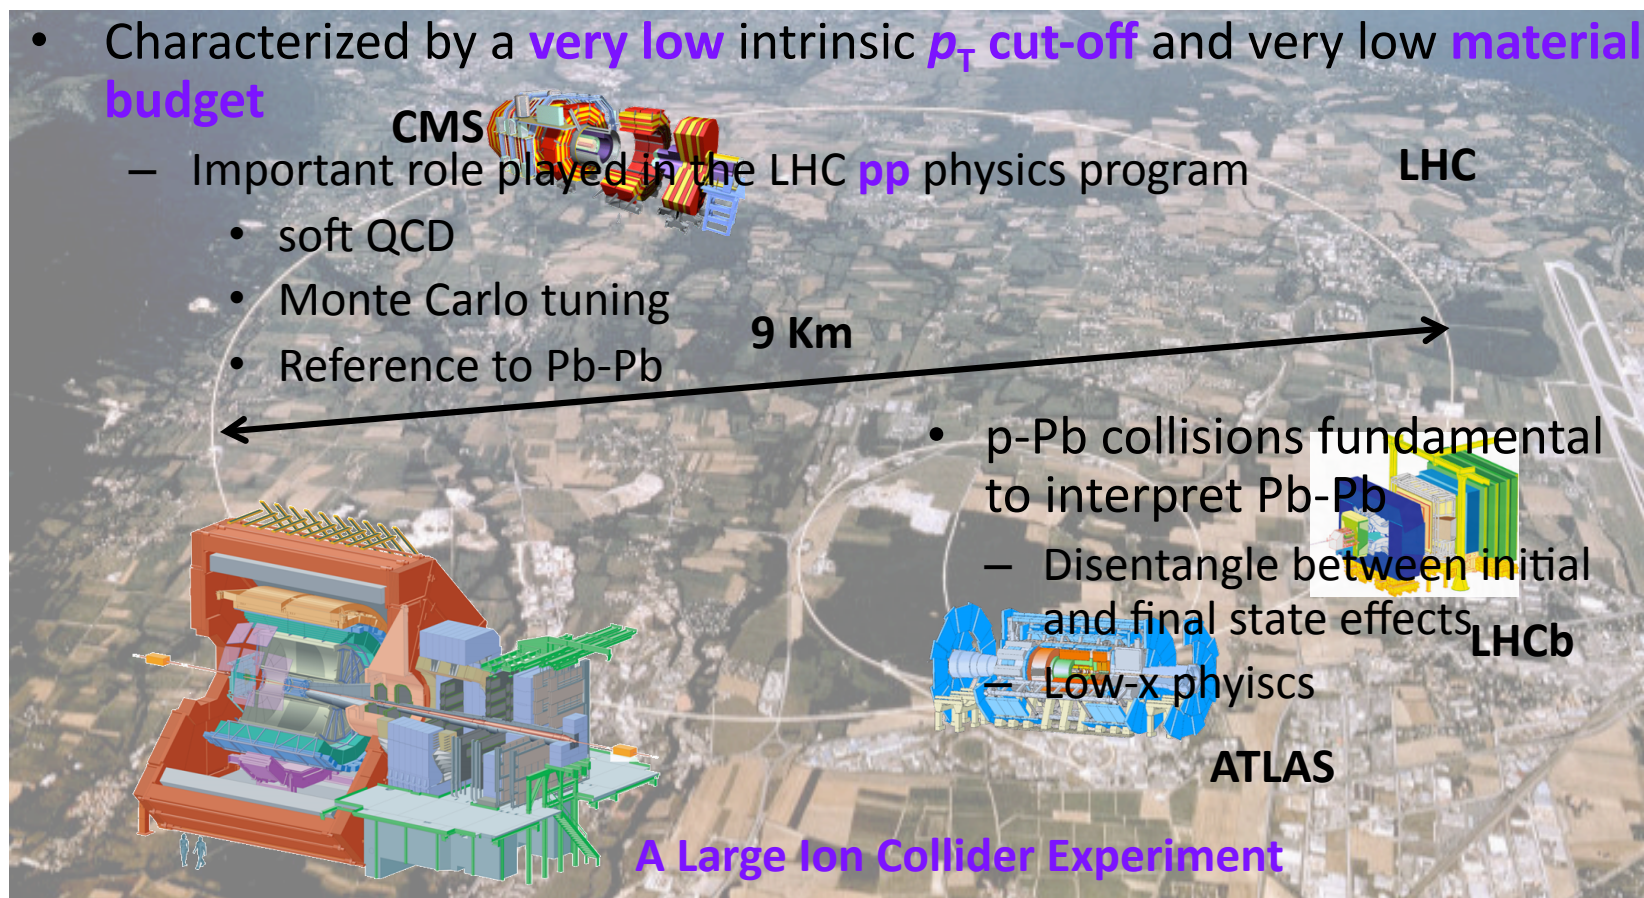 • Characterized by a very low intrinsic pT cut-off and very low material
budget
CMS
– Important role played in the LHC pp physics program
LHC
• soft QCD
• Monte Carlo tuning
9 Km
• Reference to Pb-Pb
• p-Pb collisions fundamental
to interpret Pb-Pb
– Disentangle between initial
and final state effects
LHCb
– Low-x phyiscs
ATLAS
A Large Ion Collider Experiment